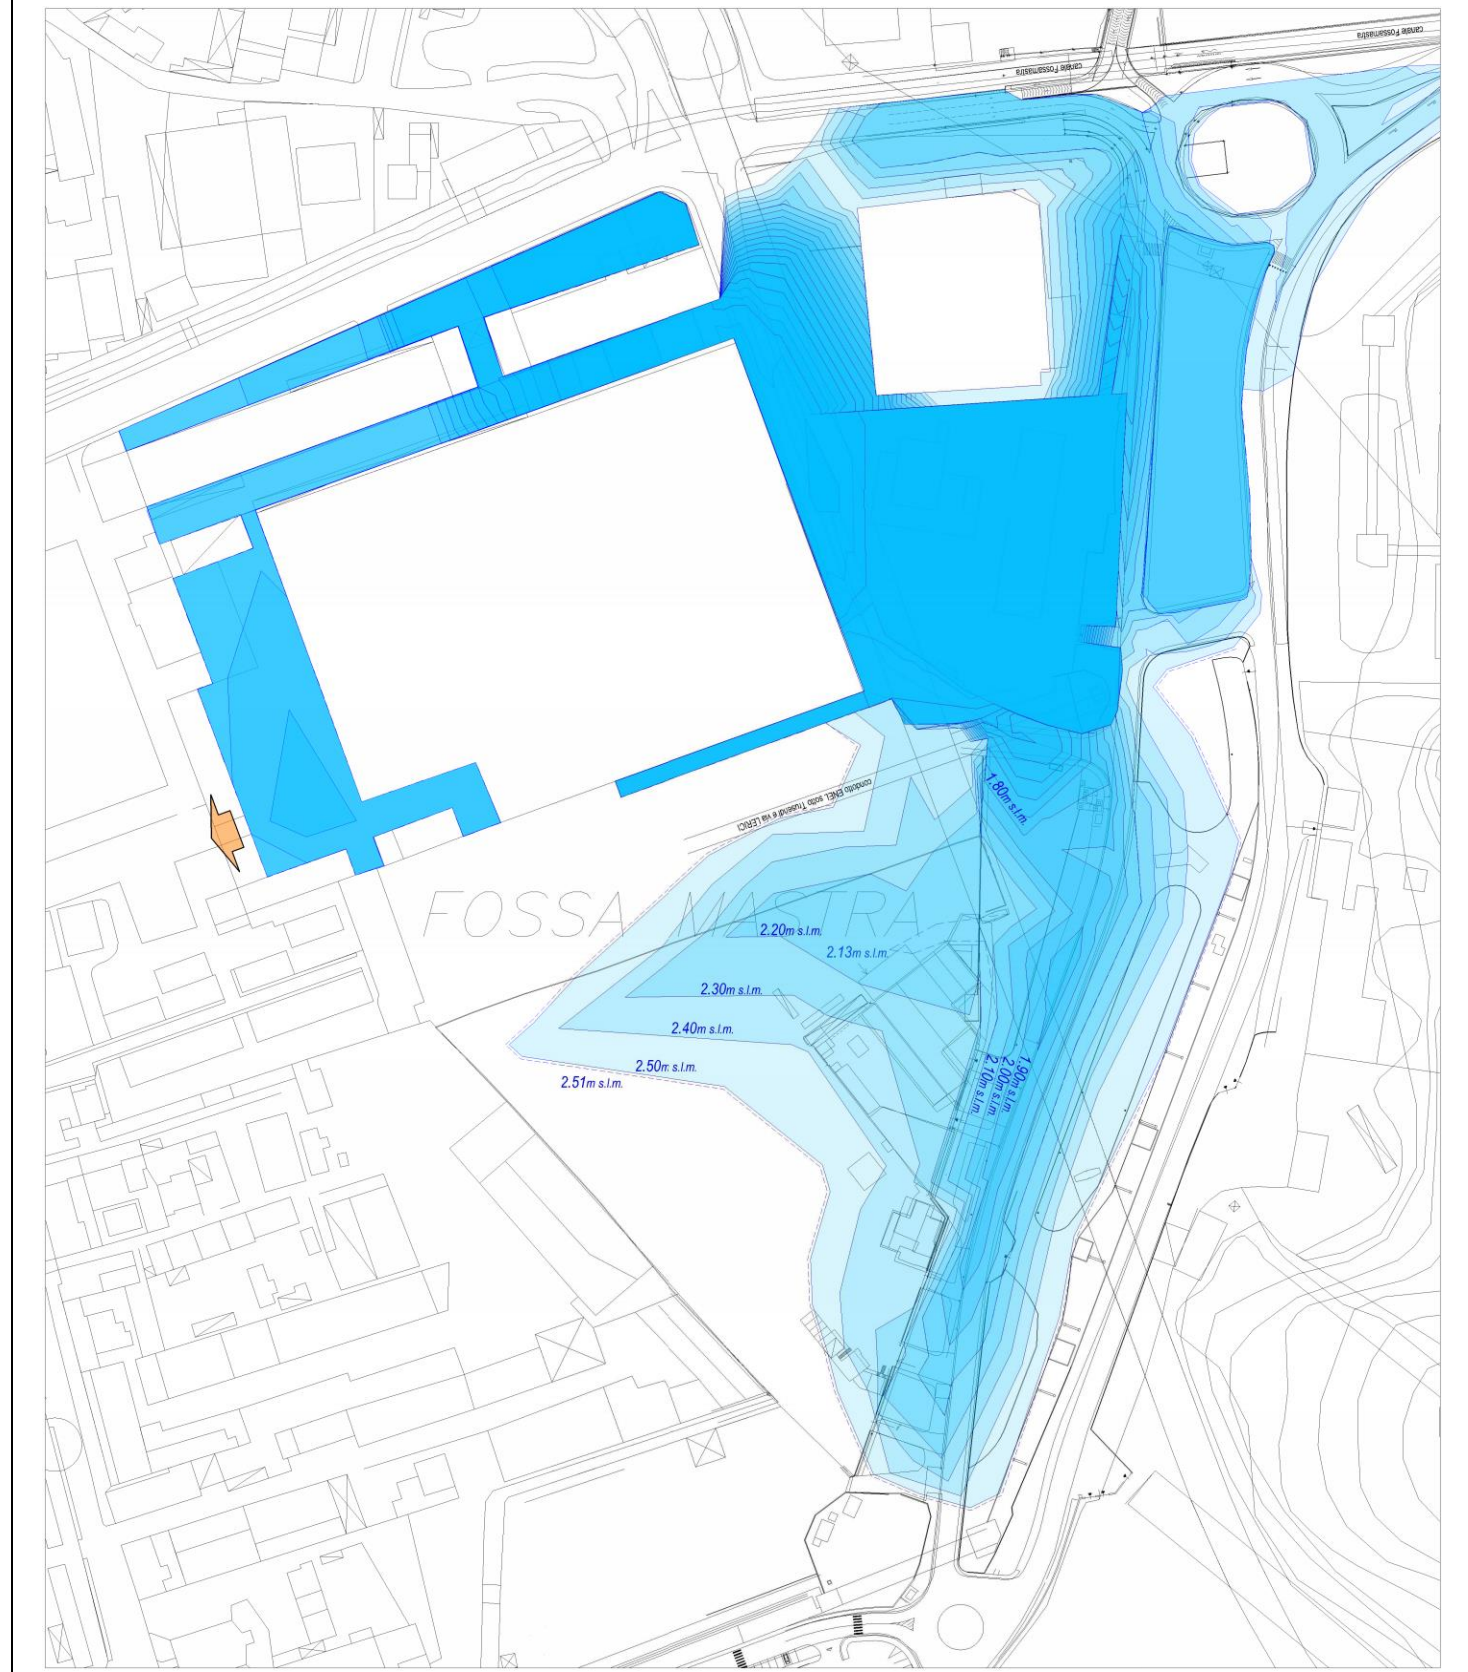 canale Fossamastra
canale Fossamastra
1.80m s.l.m.
condotto ENEL sotto Trusendi e via LERICI
FOSSA MASTRA
2.20m s.l.m.
2.13m s.l.m.
2.30m s.l.m.
2.40m s.l.m.
2.50m s.l.m.
2.51m s.l.m.
1.90m s.l.m.
2.00m s.l.m.
2.10m s.l.m.